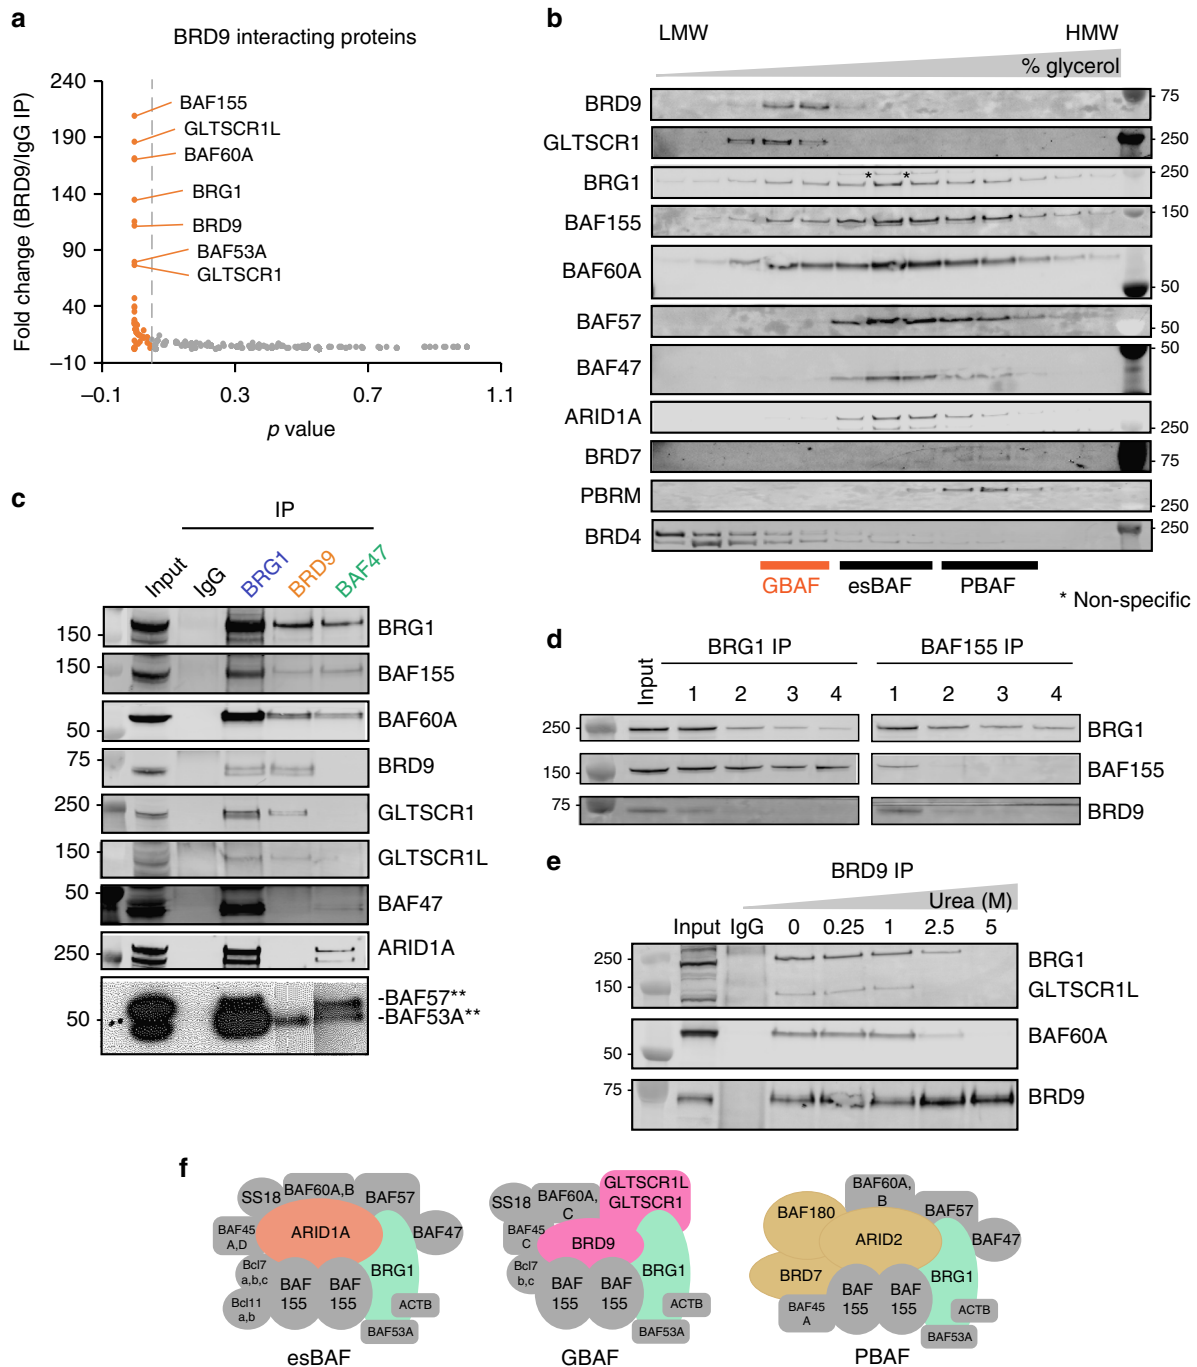 a
BRD9 interacting proteins
Fold change (BRD9/IgG IP)
240
190
140
90
40
−10
−0.1
0.3
0.7
1.1
p value
BAF155
GLTSCR1L
BAF60A
BRG1
BRD9
BAF53A
GLTSCR1
b
LMW
HMW
% glycerol
BRD9
75
GLTSCR1
250
BRG1
* *
BAF155
150
BAF60A
50
BAF57
50
BAF47
50
ARID1A
250
BRD7
75
PBRM
250
BRD4
250
GBAF
esBAF
PBAF
* Non-specific
c
IP
Input
IgG
BRG1
BRD9
BAF47
150
BRG1
150
BAF155
50
BAF60A
75
BRD9
250
GLTSCR1
150
GLTSCR1L
50
BAF47
250
ARID1A
50
-BAF57**
-BAF53A**
d
BRG1 IP
BAF155 IP
Input
1 2 3 4
1 2 3 4
250
BRG1
150
BAF155
75
BRD9
e
BRD9 IP
Urea (M)
Input IgG 0 0.25 1 2.5 5
250
BRG1
150
GLTSCR1L
50
BAF60A
75
BRD9
f
SS18
BAF60A,B
BAF57
BAF45
A,D
ARID1A
BAF47
Bcl7
a,b,c
BAF
155
BAF
155
BRG1
Bcl11
a,b
ACTB
BAF53A
esBAF
SS18
BAF60A,
C
GLTSCR1L
GLTSCR1
BAF45
C
BRD9
Bcl7
b,c
BAF
155
BAF
155
BRG1
ACTB
BAF53A
GBAF
BAF60A,
B
BAF180
BAF57
ARID2
BAF47
BRD7
BAF
155
BAF
155
BRG1
BAF45
A
ACTB
BAF53A
PBAF